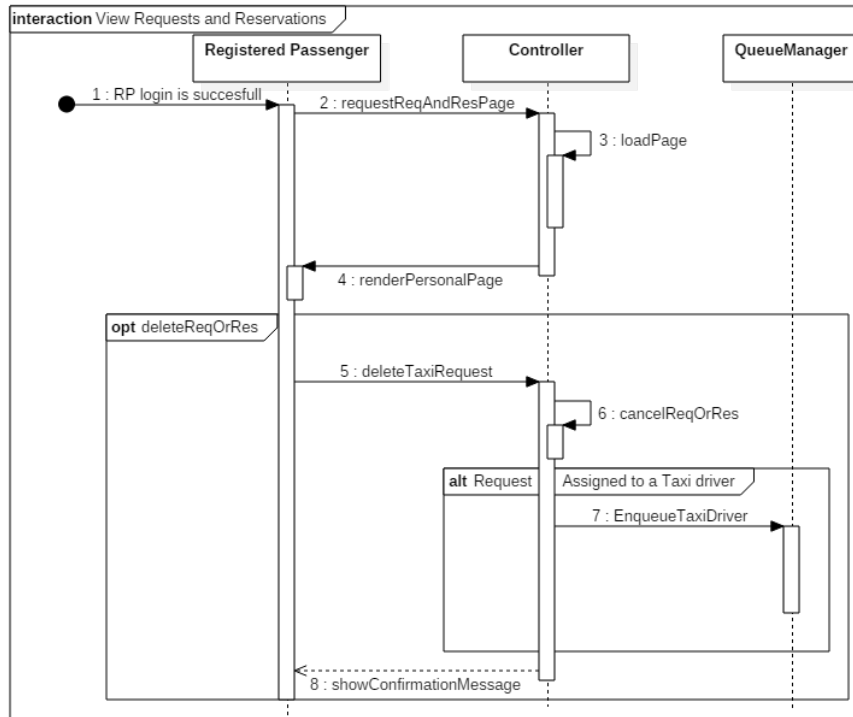 interaction View Requests and Reservations
Registered Passenger
Controller
QueueManager
1 : RP login is succesfull
2 : requestReqAndResPage
3 : loadPage
4 : renderPersonalPage
opt deleteReqOrRes
5 : deleteTaxiRequest
6 : cancelReqOrRes
alt Request Assigned to a Taxi driver
7 : EnqueueTaxiDriver
8 : showConfirmationMessage